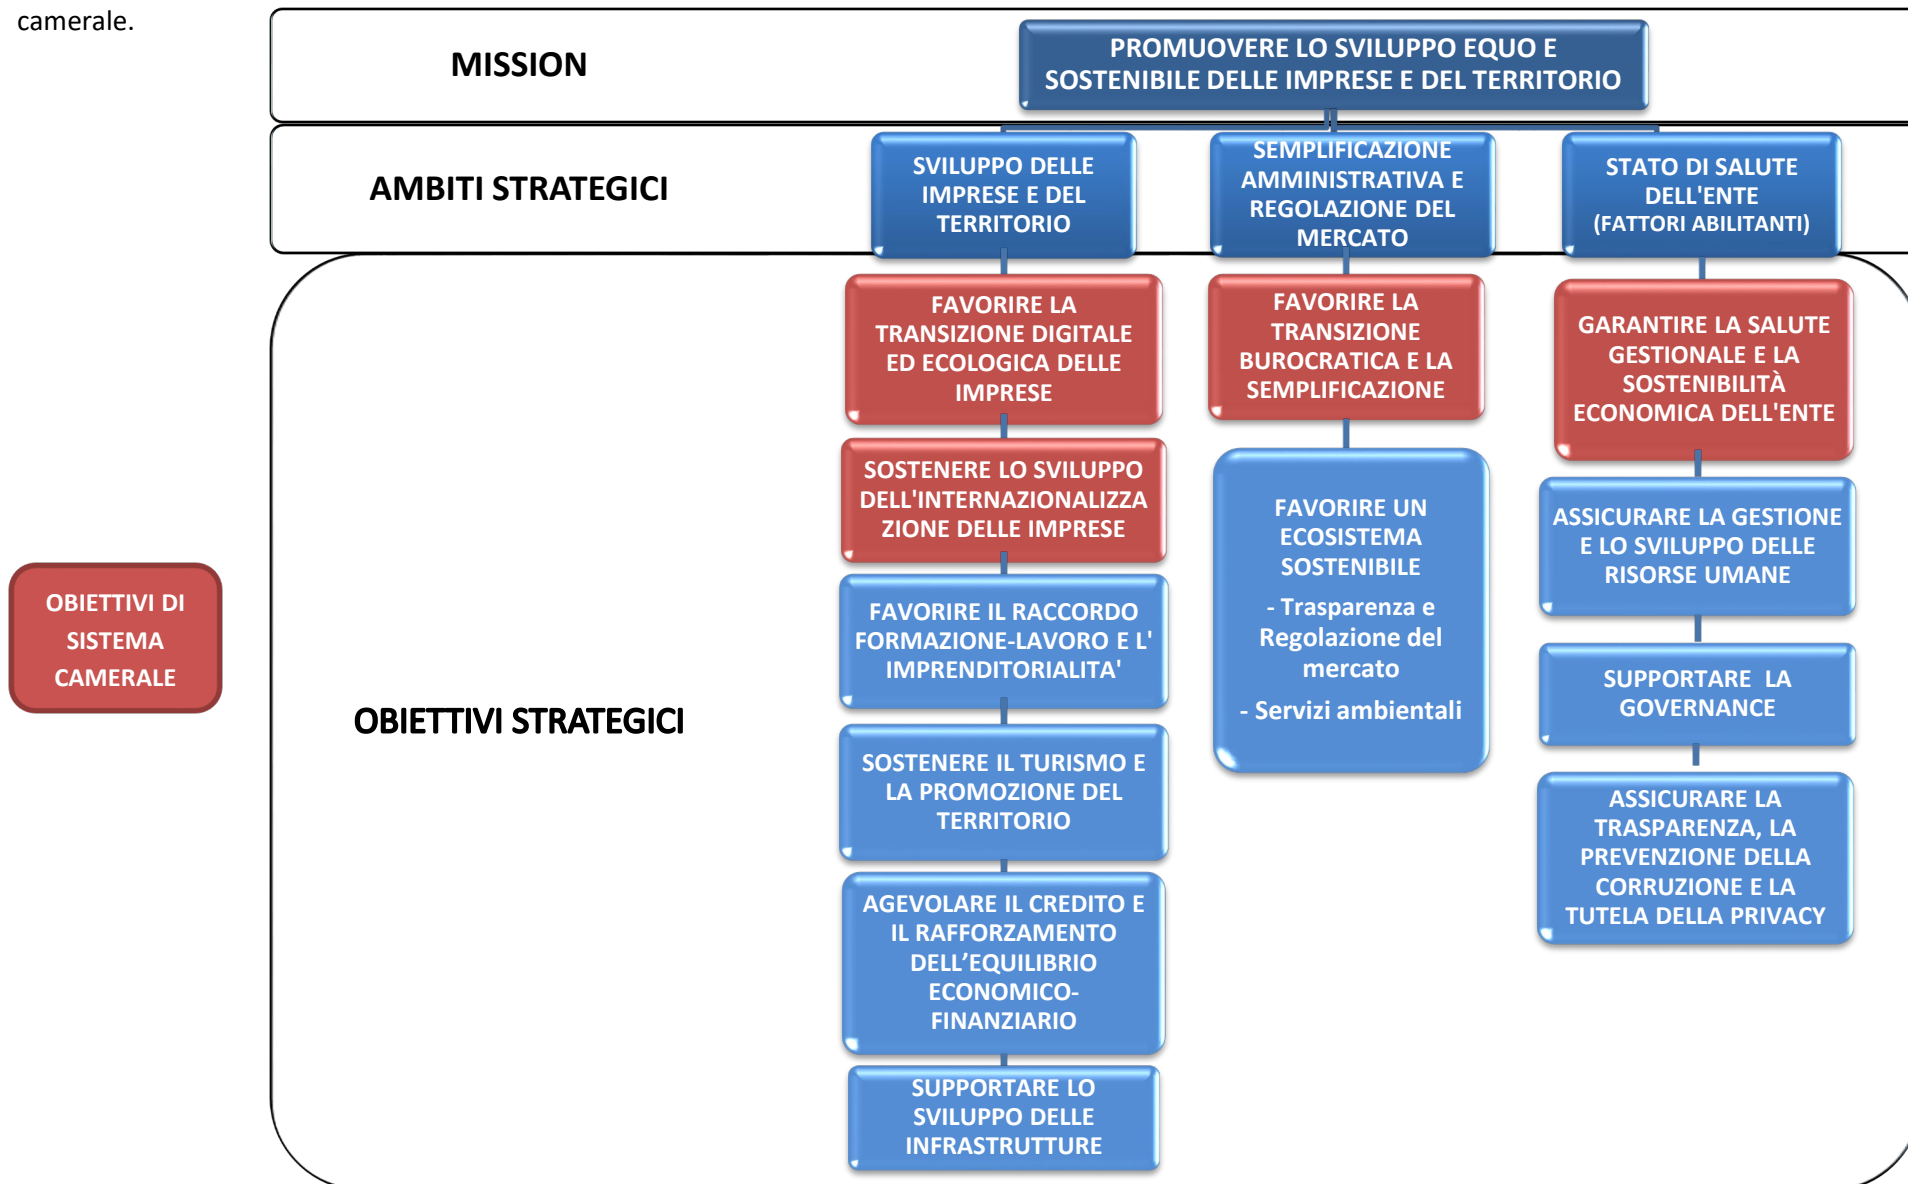 camerale.
MISSION
PROMUOVERE LO SVILUPPO EQUO E
SOSTENIBILE DELLE IMPRESE E DEL TERRITORIO
AMBITI STRATEGICI
SVILUPPO DELLE
IMPRESE E DEL
TERRITORIO
SEMPLIFICAZIONE
AMMINISTRATIVA E
REGOLAZIONE DEL
MERCATO
STATO DI SALUTE
DELL'ENTE
(FATTORI ABILITANTI)
OBIETTIVI DI
SISTEMA
CAMERALE
OBIETTIVI STRATEGICI
FAVORIRE LA
TRANSIZIONE DIGITALE
ED ECOLOGICA DELLE
IMPRESE
SOSTENERE LO SVILUPPO
DELL'INTERNAZIONALIZZA
ZIONE DELLE IMPRESE
FAVORIRE IL RACCORDO
FORMAZIONE-LAVORO E L'
IMPRENDITORIALITA'
SOSTENERE IL TURISMO E
LA PROMOZIONE DEL
TERRITORIO
AGEVOLARE IL CREDITO E
IL RAFFORZAMENTO
DELL’EQUILIBRIO
ECONOMICO-
FINANZIARIO
SUPPORTARE LO
SVILUPPO DELLE
INFRASTRUTTURE
FAVORIRE LA
TRANSIZIONE
BUROCRATICA E LA
SEMPLIFICAZIONE
FAVORIRE UN
ECOSISTEMA
SOSTENIBILE
- Trasparenza e
Regolazione del
mercato
- Servizi ambientali
GARANTIRE LA SALUTE
GESTIONALE E LA
SOSTENIBILITÀ
ECONOMICA DELL'ENTE
ASSICURARE LA GESTIONE
E LO SVILUPPO DELLE
RISORSE UMANE
SUPPORTARE LA
GOVERNANCE
ASSICURARE LA
TRASPARENZA, LA
PREVENZIONE DELLA
CORRUZIONE E LA
TUTELA DELLA PRIVACY